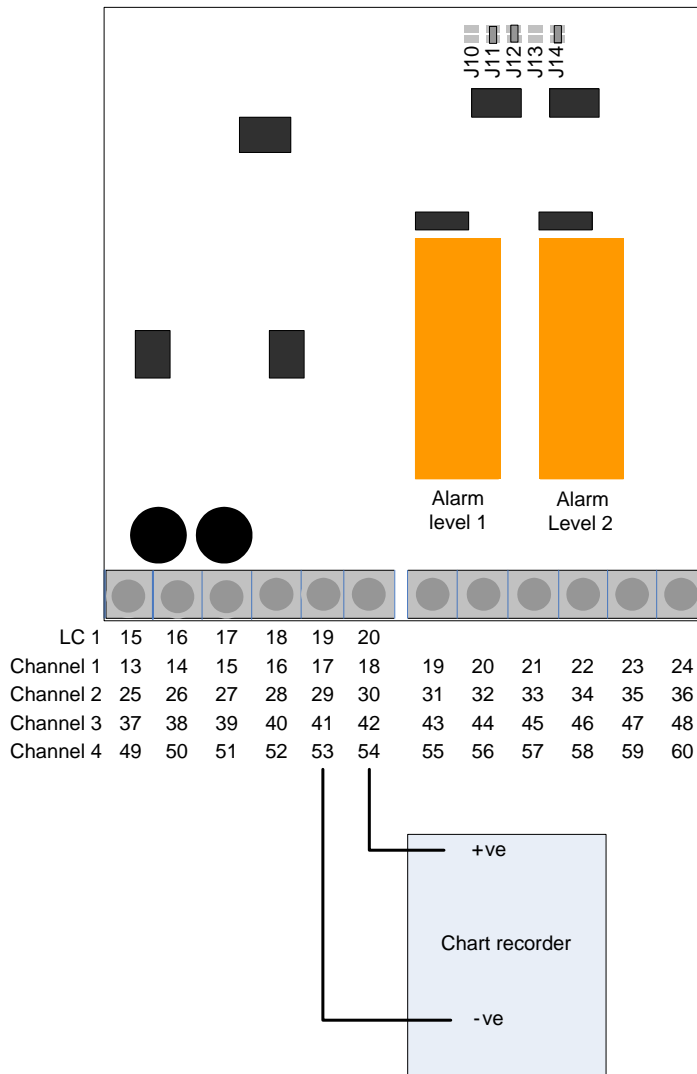 J10
J11
J12
J13
J14
Alarm level 1
Alarm Level 2
LC 1 15 16 17 18 19 20
Channel 1 13 14 15 16 17 18 19 20 21 22 23 24
Channel 2 25 26 27 28 29 30 31 32 33 34 35 36
Channel 3 37 38 39 40 41 42 43 44 45 46 47 48
Channel 4 49 50 51 52 53 54 55 56 57 58 59 60
+ve
Chart recorder
-ve